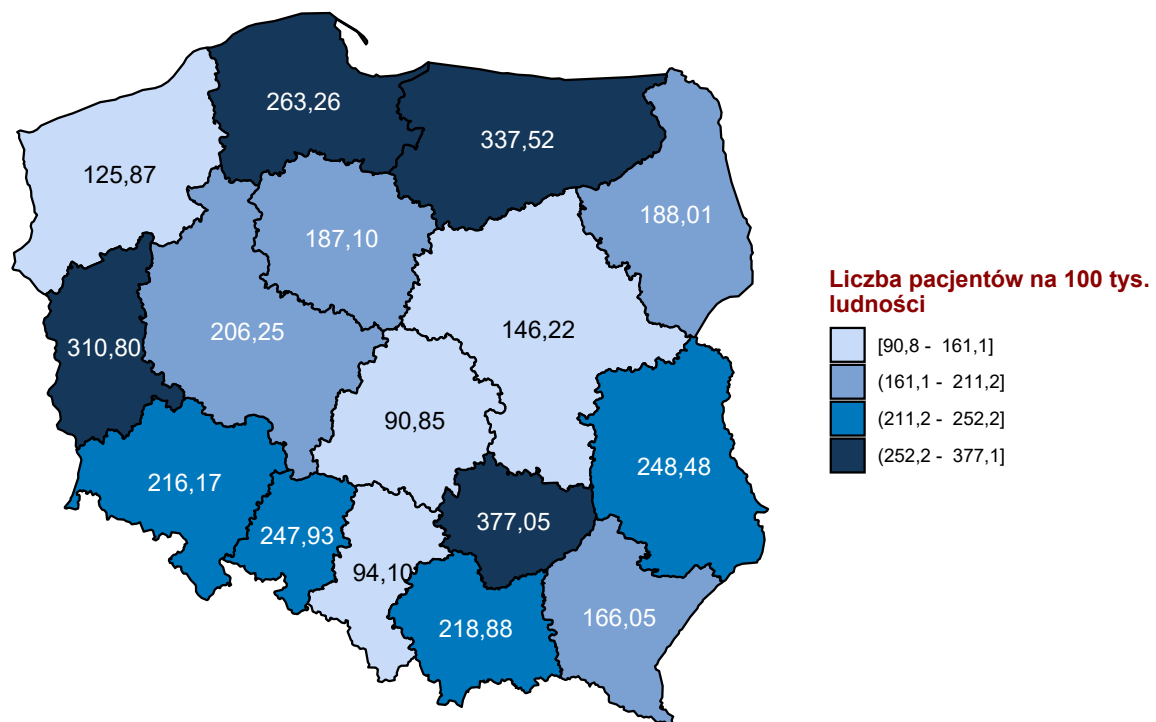 263,26
337,52
125,87
188,01
187,10
310,80
206,25
146,22
90,85
216,17
248,48
247,93
377,05
94,10
218,88
166,05
Liczba pacjentów na 100 tys.
ludności
[90,8 - 161,1]
(161,1 - 211,2]
(211,2 - 252,2]
(252,2 - 377,1]